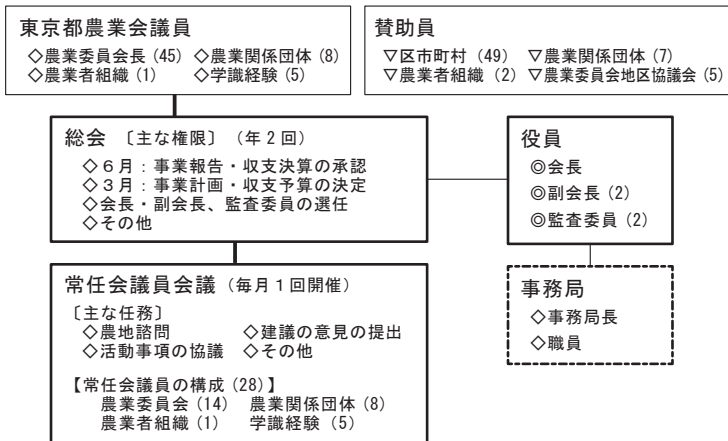 東京都農業会議員
◇農業委員会長(45) ◇農業関係団体(8)
◇農業者組織(1) ◇学識経験(5)
賛助員
▽区市町村(49) ▽農業関係団体(7)
▽農業者組織(2) ▽農業委員会地区協議会(5)
総会 〔主な権限〕 (年2回)
◇6月：事業報告・収支決算の承認
◇3月：事業計画・収支予算の決定
◇会長・副会長、監査委員の選任
◇その他
役員
◎会長
◎副会長(2)
◎監査委員(2)
常任会議員会議 (毎月1回開催)
〔主な任務〕
◇農地諮問 ◇建議の意見の提出
◇活動事項の協議 ◇その他
【常任会議員の構成(28)】
農業委員会(14) 農業関係団体(8)
農業者組織(1) 学識経験(5)
事務局
◇事務局長
◇職員